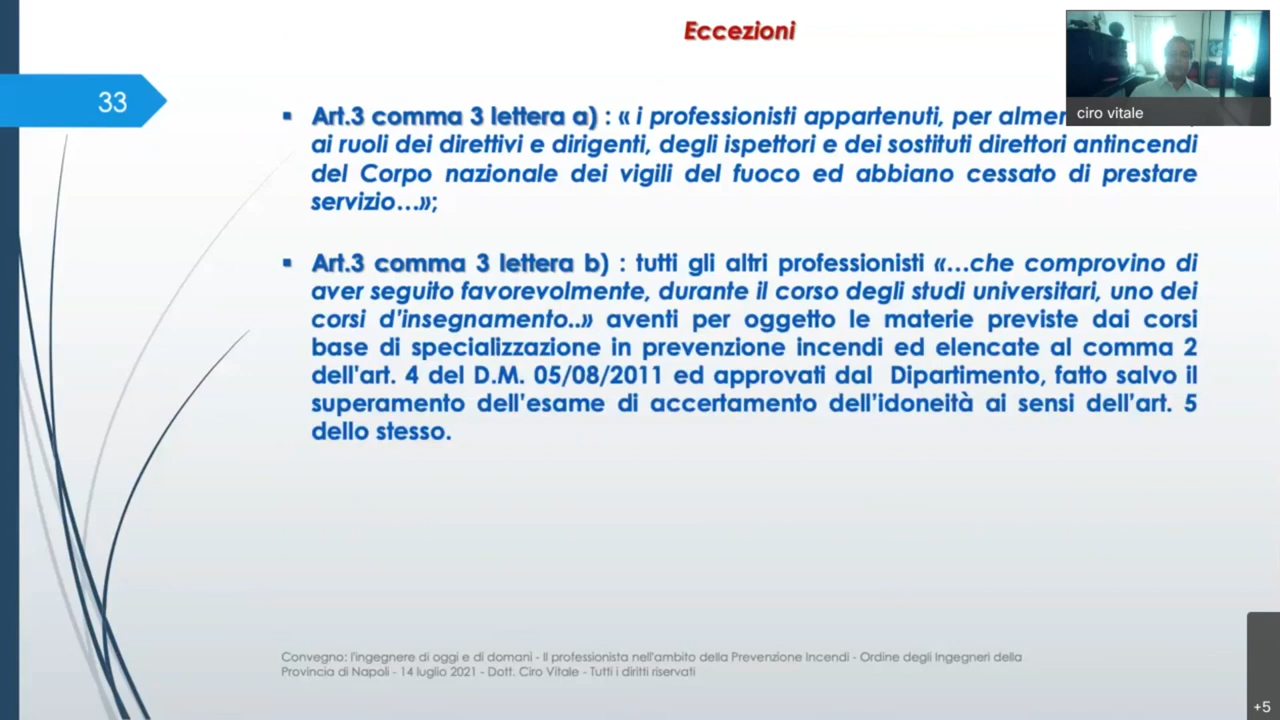 Eccezioni
33
ciro vitale
▪ Art.3 comma 3 lettera a) : « i professionisti appartenuti, per
ai ruoli dei direttivi e dirigenti, degli ispettori e dei sostituti direttori antincendi
del Corpo nazionale dei vigili del fuoco ed abbiano cessato di prestare
servizio…»;
▪ Art.3 comma 3 lettera b) : tutti gli altri professionisti «…che comprovino di
aver seguito favorevolmente, durante il corso degli studi universitari, uno dei
corsi d'insegnamento..» aventi per oggetto le materie previste dai corsi
base di specializzazione in prevenzione incendi ed elencate al comma 2
dell'art. 4 del D.M. 05/08/2011 ed approvati dal Dipartimento, fatto salvo il
superamento dell'esame di accertamento dell'idoneità ai sensi dell'art. 5
dello stesso.
Convegno: l'ingegnere di oggi e di domani - Il professionista nell'ambito della Prevenzione Incendi - Ordine degli Ingegneri della
Provincia di Napoli - 14 luglio 2021 - Dott. Ciro Vitale - Tutti i diritti riservati
+5